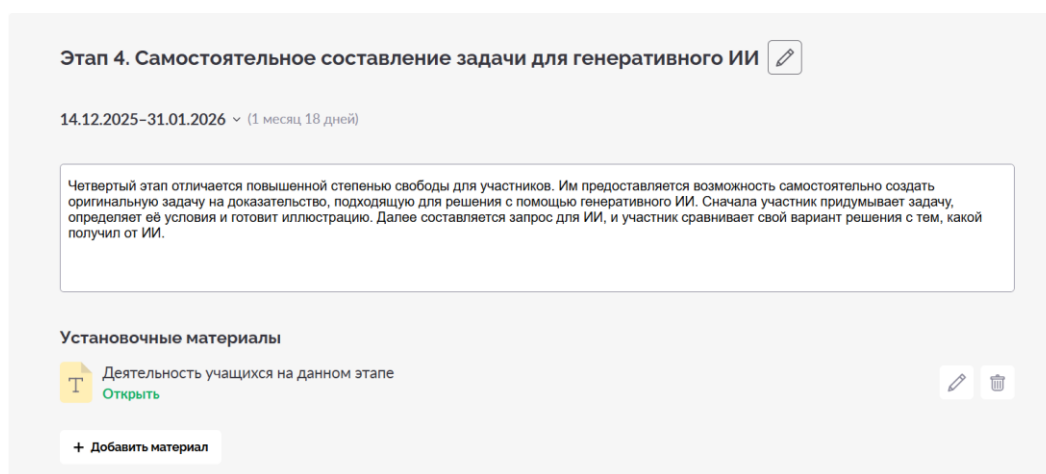 Этап 4. Самостоятельное составление задачи для генеративного ИИ
14.12.2025–31.01.2026 (1 месяц 18 дней)
Четвертый этап отличается повышенной степенью свободы для участников. Им предоставляется возможность самостоятельно создать
оригинальную задачу на доказательство, подходящую для решения с помощью генеративного ИИ. Сначала участник придумывает задачу,
определяет её условия и готовит иллюстрацию. Далее составляется запрос для ИИ, и участник сравнивает свой вариант решения с тем, какой
получил от ИИ.
Установочные материалы
T
Деятельность учащихся на данном этапе
Открыть
+ Добавить материал